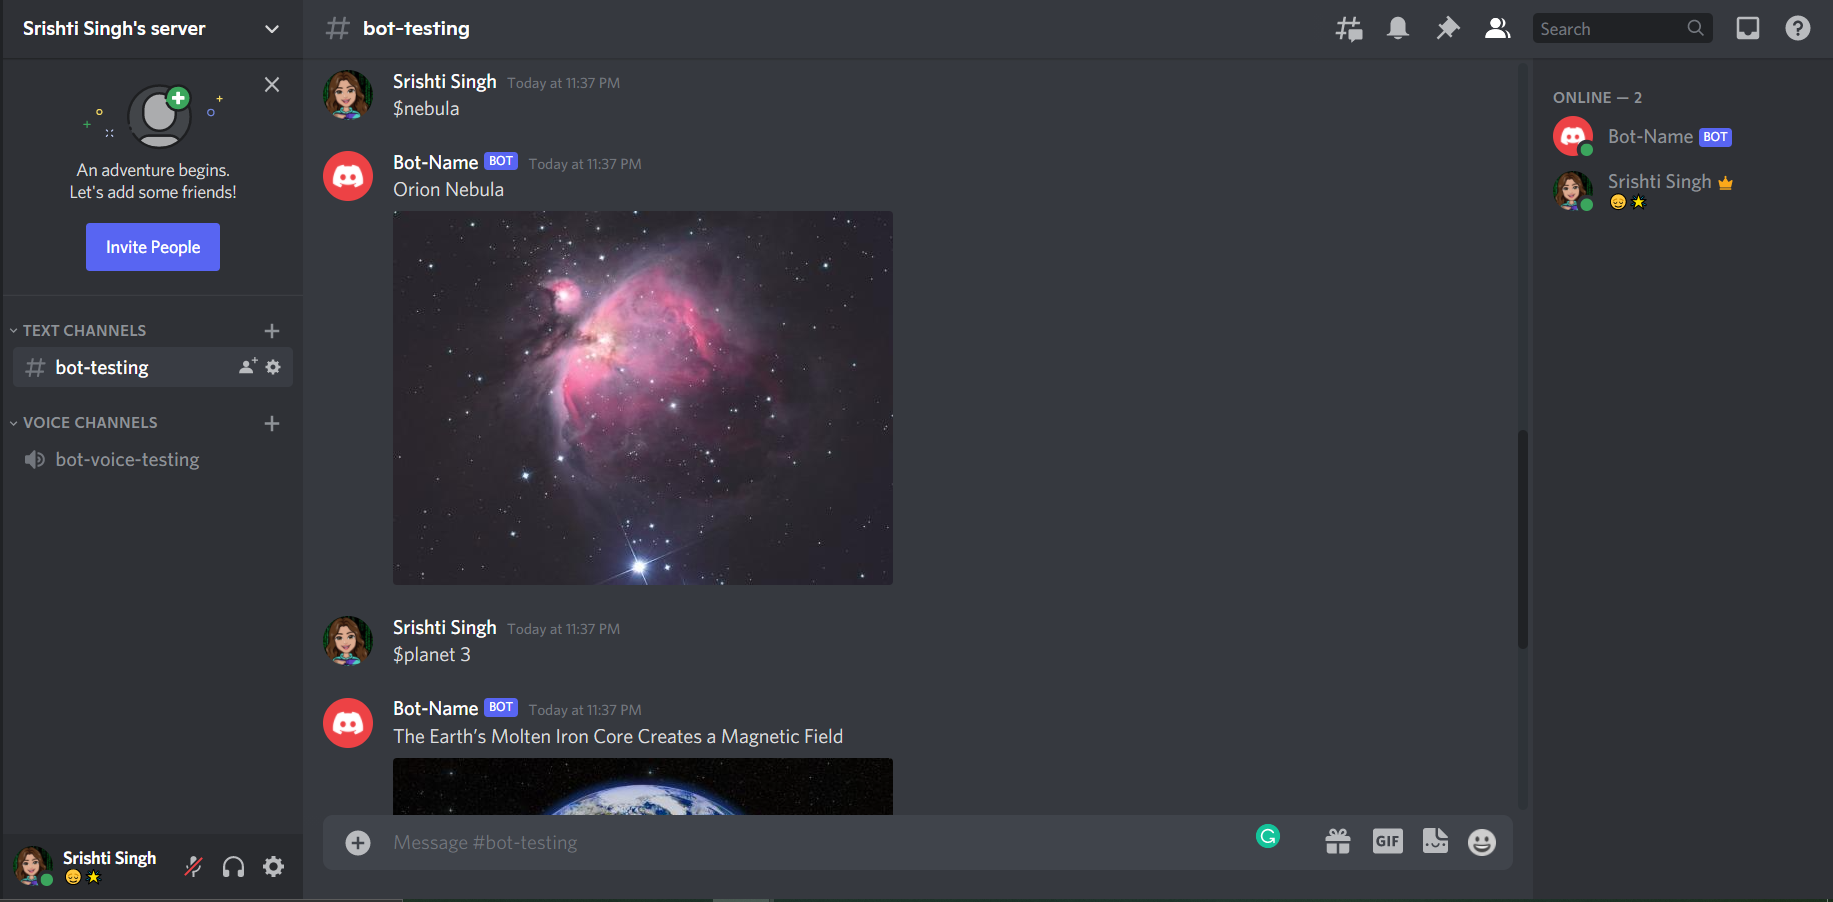 Srishti Singh's server
An adventure begins.
Let's add some friends!
Invite People
TEXT CHANNELS
bot-testing
VOICE CHANNELS
bot-voice-testing
Srishti Singh
# bot-testing
Search
Srishti Singh Today at 11:37 PM
$nebula
Bot-Name BOT Today at 11:37 PM
Orion Nebula
Srishti Singh Today at 11:37 PM
$planet 3
Bot-Name BOT Today at 11:37 PM
The Earth’s Molten Iron Core Creates a Magnetic Field
Message #bot-testing
GIF
ONLINE — 2
Bot-Name BOT
Srishti Singh